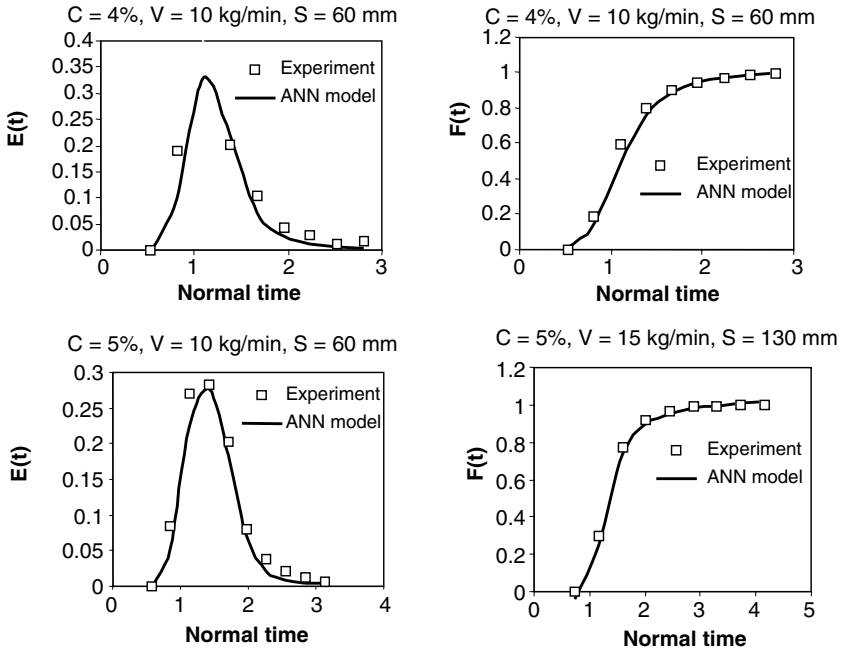 C = 4%, V = 10 kg/min, S = 60 mm
0.4
0.35
0.3
0.25
0.2
0.15
0.1
0.05
0
E(t)
Experiment
ANN model
0 1 2 3
Normal time
C = 4%, V = 10 kg/min, S = 60 mm
1.2
1
0.8
0.6
0.4
0.2
0
F(t)
Experiment
ANN model
0 1 2 3
Normal time
C = 5%, V = 10 kg/min, S = 60 mm
0.3
0.25
0.2
0.15
0.1
0.05
0
E(t)
Experiment
ANN model
0 1 2 3 4
Normal time
C = 5%, V = 15 kg/min, S = 130 mm
1.2
1
0.8
0.6
0.4
0.2
0
F(t)
Experiment
ANN model
0 1 2 3 4 5
Normal time